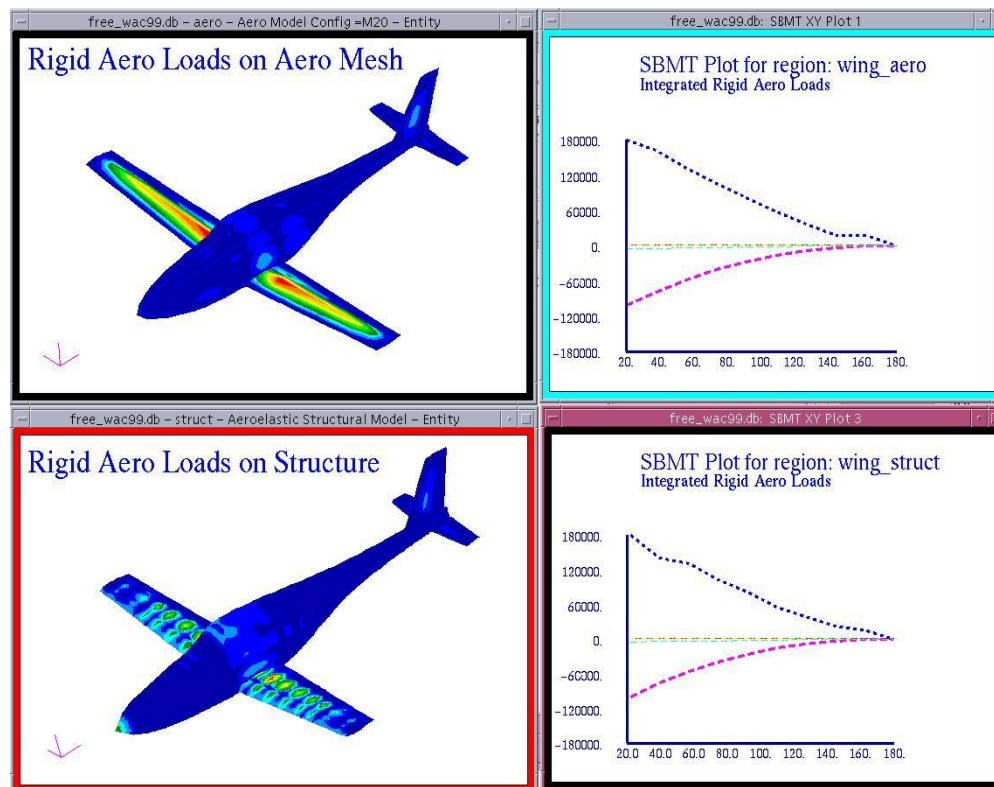 free_wac99.db – aero – Aero Model Config =M20 – Entity
Rigid Aero Loads on Aero Mesh
free_wac99.db: SBMT XY Plot 1
SBMT Plot for region: wing_aero
Integrated Rigid Aero Loads
180000.
120000.
60000.
0.
-60000.
-120000.
-180000.
20. 40. 60. 80. 100. 120. 140. 160. 180.
free_wac99.db – struct – Aeroelastic Structural Model – Entity
Rigid Aero Loads on Structure
free_wac99.db: SBMT XY Plot 3
SBMT Plot for region: wing_struct
Integrated Rigid Aero Loads
180000.
120000.
60000.
0.
-60000.
-120000.
-180000.
20.0 40.0 60.0 80.0 100. 120. 140. 160. 180.